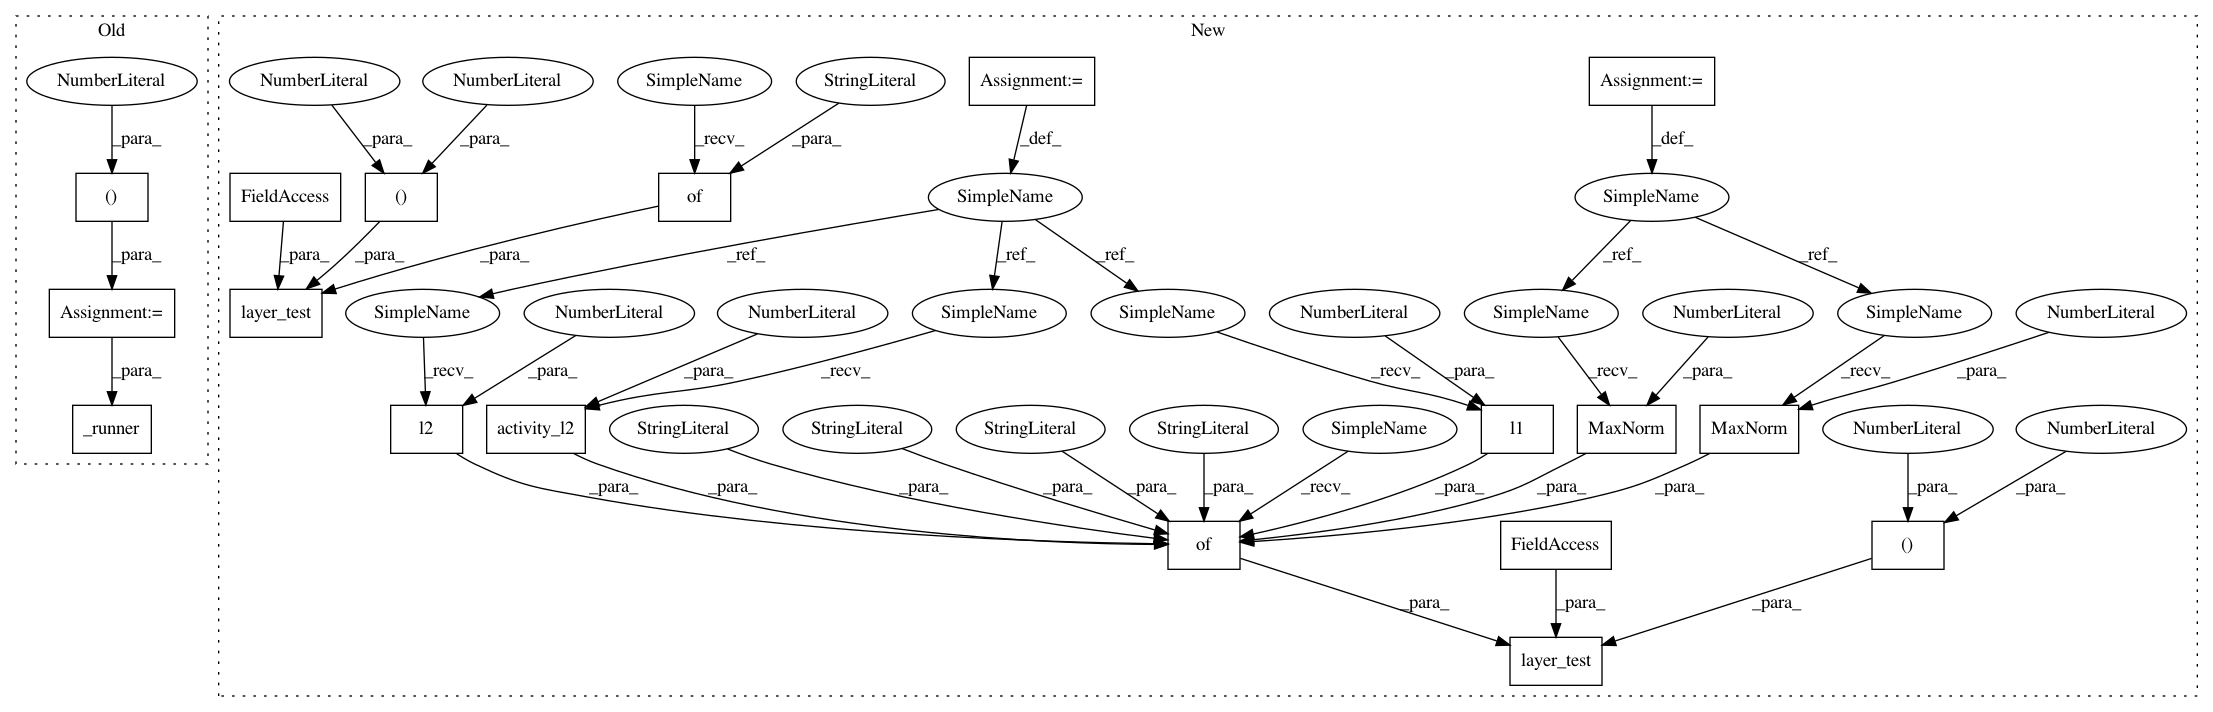 Old
New
NumberLiteral
NumberLiteral
NumberLiteral
SimpleName
StringLiteral
Assignment:=
Assignment:=
_para_
_para_
_para_
_recv_
_para_
_def_
_def_
()
FieldAccess
()
of
SimpleName
SimpleName
_para_
_para_
_para_
_para_
_ref_
_ref_
_ref_
_ref_
_ref_
Assignment:=
layer_test
SimpleName
NumberLiteral
NumberLiteral
SimpleName
SimpleName
NumberLiteral
SimpleName
NumberLiteral
SimpleName
NumberLiteral
_para_
_recv_
_para_
_para_
_recv_
_recv_
_para_
_recv_
_para_
_recv_
_para_
_runner
l2
activity_l2
StringLiteral
StringLiteral
StringLiteral
StringLiteral
SimpleName
l1
MaxNorm
MaxNorm
NumberLiteral
NumberLiteral
_para_
_para_
_para_
_para_
_para_
_para_
_recv_
_para_
_para_
_para_
_para_
_para_
of
FieldAccess
()
_para_
_para_
_para_
layer_test